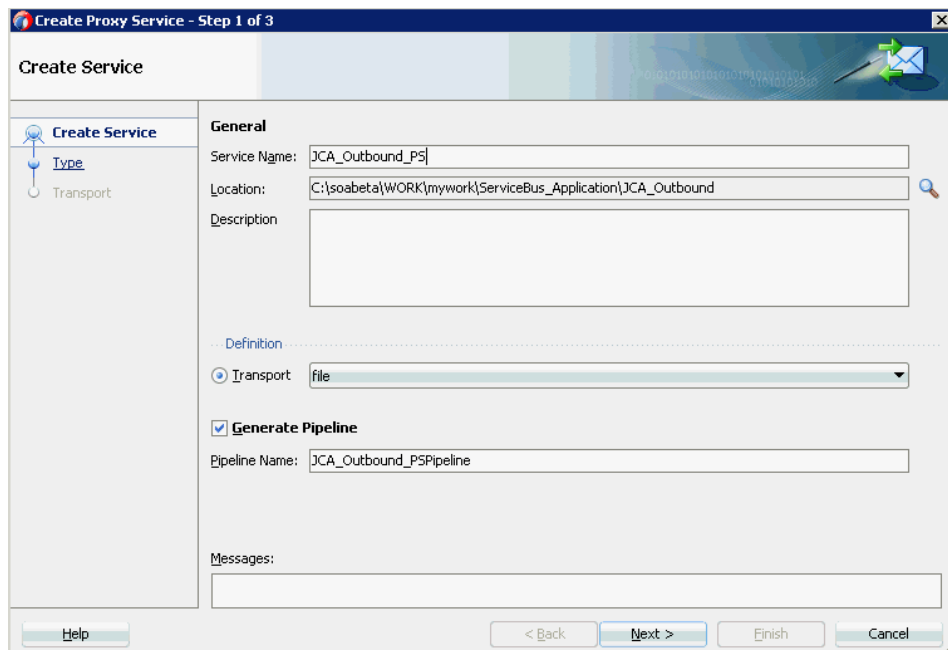 Create Proxy Service - Step 1 of 3
Create Service
Create Service
Type
Transport
General
Service Name: JCA_Outbound_PS
Location: C:\soabeta\WORK\mywork\ServiceBus_Application\JCA_Outbound
Description
Definition
Transport file
Generate Pipeline
Pipeline Name: JCA_Outbound_PSPipeline
Messages:
Help < Back Next > Finish Cancel